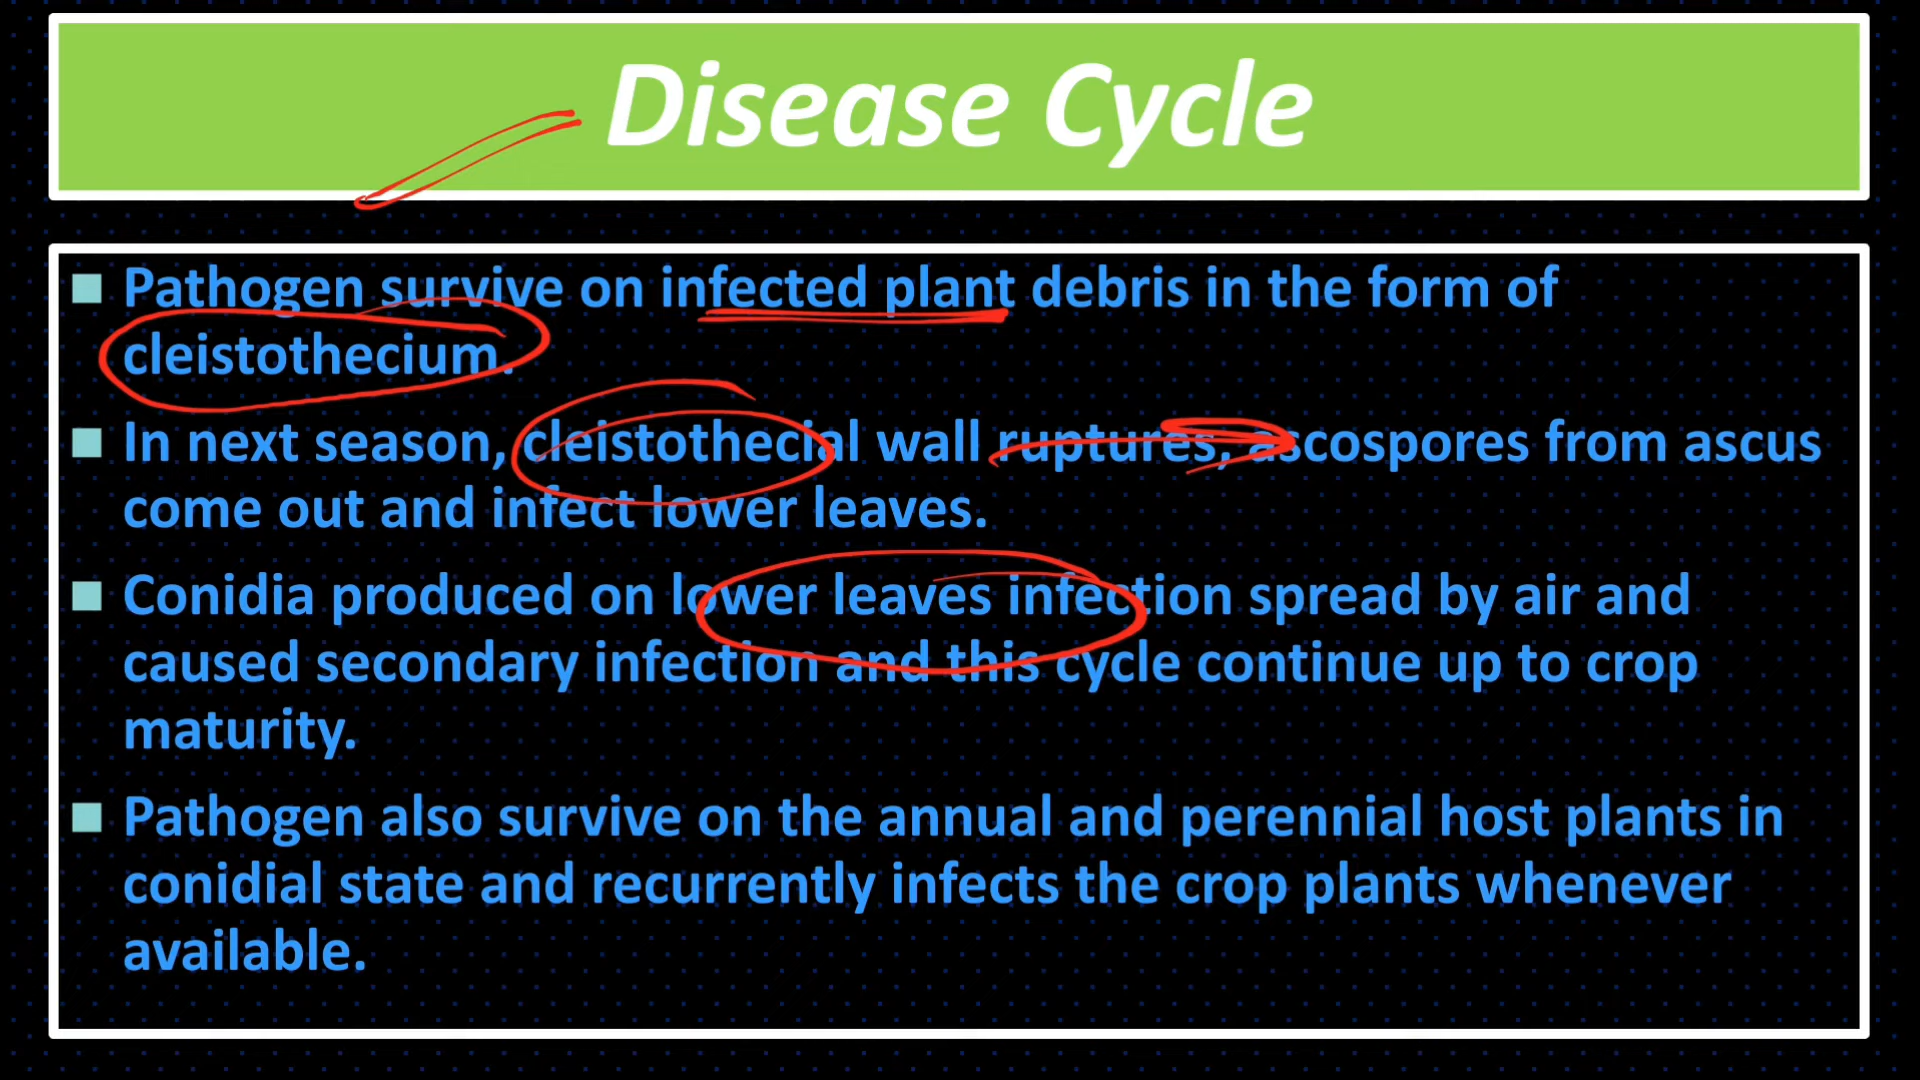 Disease Cycle
Pathogen survive on infected plant debris in the form of
cleistothecium.
In next season, cleistothecial wall ruptures, ascospores from ascus
come out and infect lower leaves.
Conidia produced on lower leaves infection spread by air and
caused secondary infection and this cycle continue up to crop
maturity.
Pathogen also survive on the annual and perennial host plants in
conidial state and recurrently infects the crop plants whenever
available.